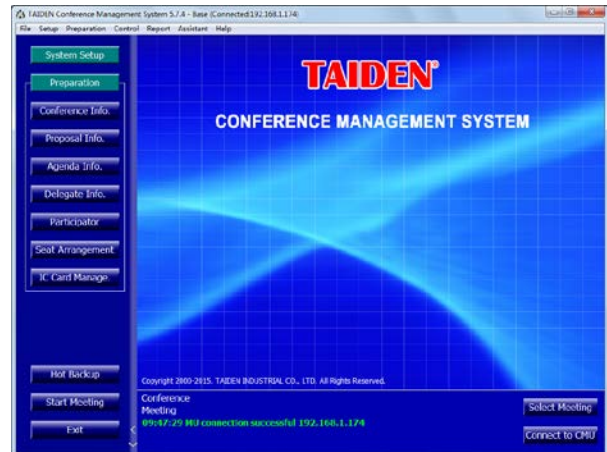 TAIDEN Conference Management System 5.7.4 - Base (Connected:192.168.1.174)
File Setup Preparation Control Report Assistant Help
System Setup
Preparation
Conference Info.
Proposal Info.
Agenda Info.
Delegate Info.
Participator
Seat Arrangement
IC Card Manage.
Hot Backup
Start Meeting
Exit
TAIDEN®
CONFERENCE MANAGEMENT SYSTEM
Copyright 2000-2015. TAIDEN INDUSTRIAL CO., LTD. All Rights Reserved.
Conference
Meeting
09:47:29 MU connection successful 192.168.1.174
Select Meeting
Connect to CMU